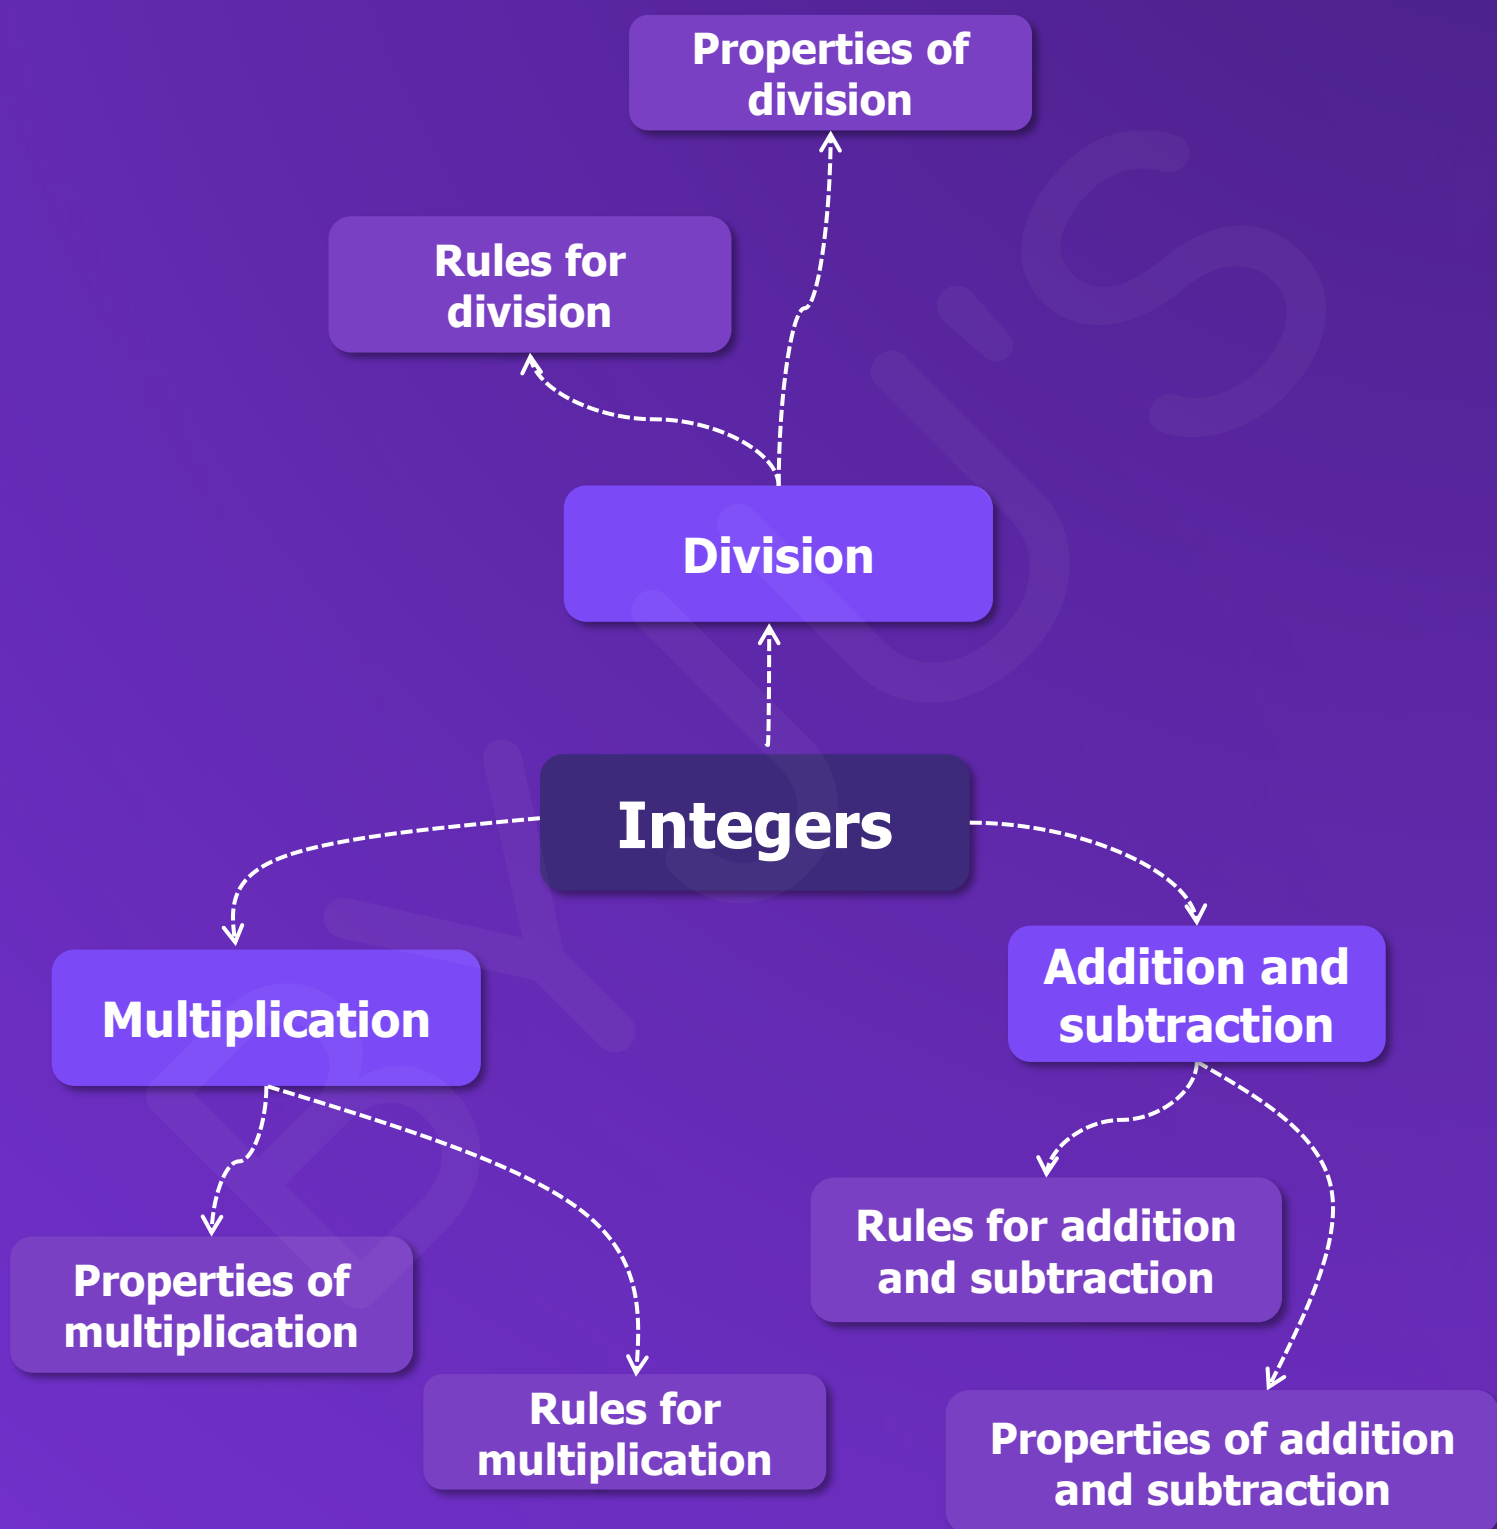 Properties of
division
Rules for
division
Division
Integers
Multiplication
Addition and
subtraction
Rules for addition
and subtraction
Properties of
multiplication
Rules for
multiplication
Properties of addition
and subtraction
BYJU'S